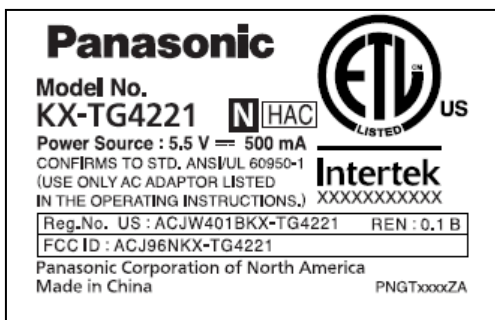 Panasonic
Model No.
KX-TG4221 N HAC
Power Source : 5.5 V ⎓ 500 mA
CONFIRMS TO STD. ANSI/UL 60950-1
(USE ONLY AC ADAPTOR LISTED
IN THE OPERATING INSTRUCTIONS.)
ETL CM
US
LISTED
Intertek
XXXXXXXXXXX
Reg.No. US : ACJW401BKX-TG4221 REN : 0.1 B
FCC ID : ACJ96NKX-TG4221
Panasonic Corporation of North America
Made in China PNGTxxxxZA